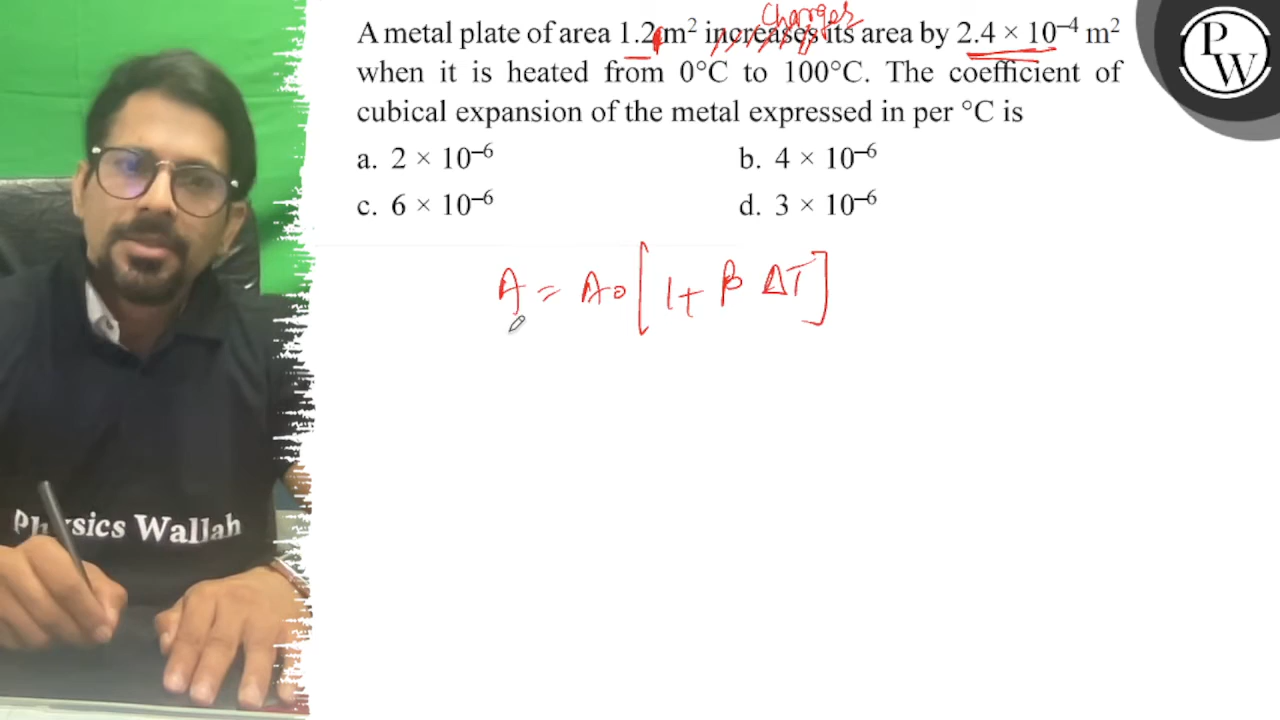 Changes
A metal plate of area 1.2 m² increases its area by 2.4 × 10⁻⁴ m²
when it is heated from 0°C to 100°C. The coefficient of
cubical expansion of the metal expressed in per °C is
a. 2 × 10⁻⁶ b. 4 × 10⁻⁶
c. 6 × 10⁻⁶ d. 3 × 10⁻⁶
A = A₀ [1 + β ΔT]
Physics Wallah
P
W